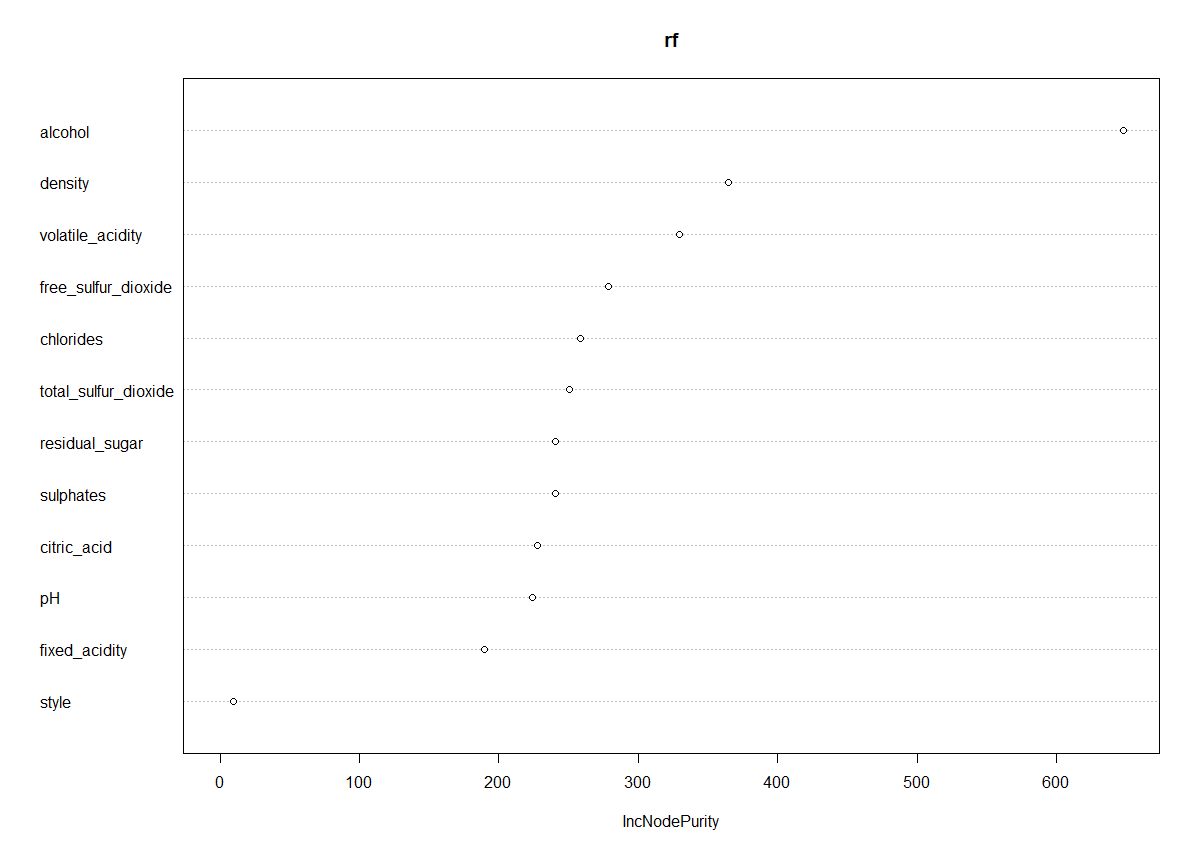 rf
alcohol
density
volatile_acidity
free_sulfur_dioxide
chlorides
total_sulfur_dioxide
residual_sugar
sulphates
citric_acid
pH
fixed_acidity
style
0 100 200 300 400 500 600
IncNodePurity